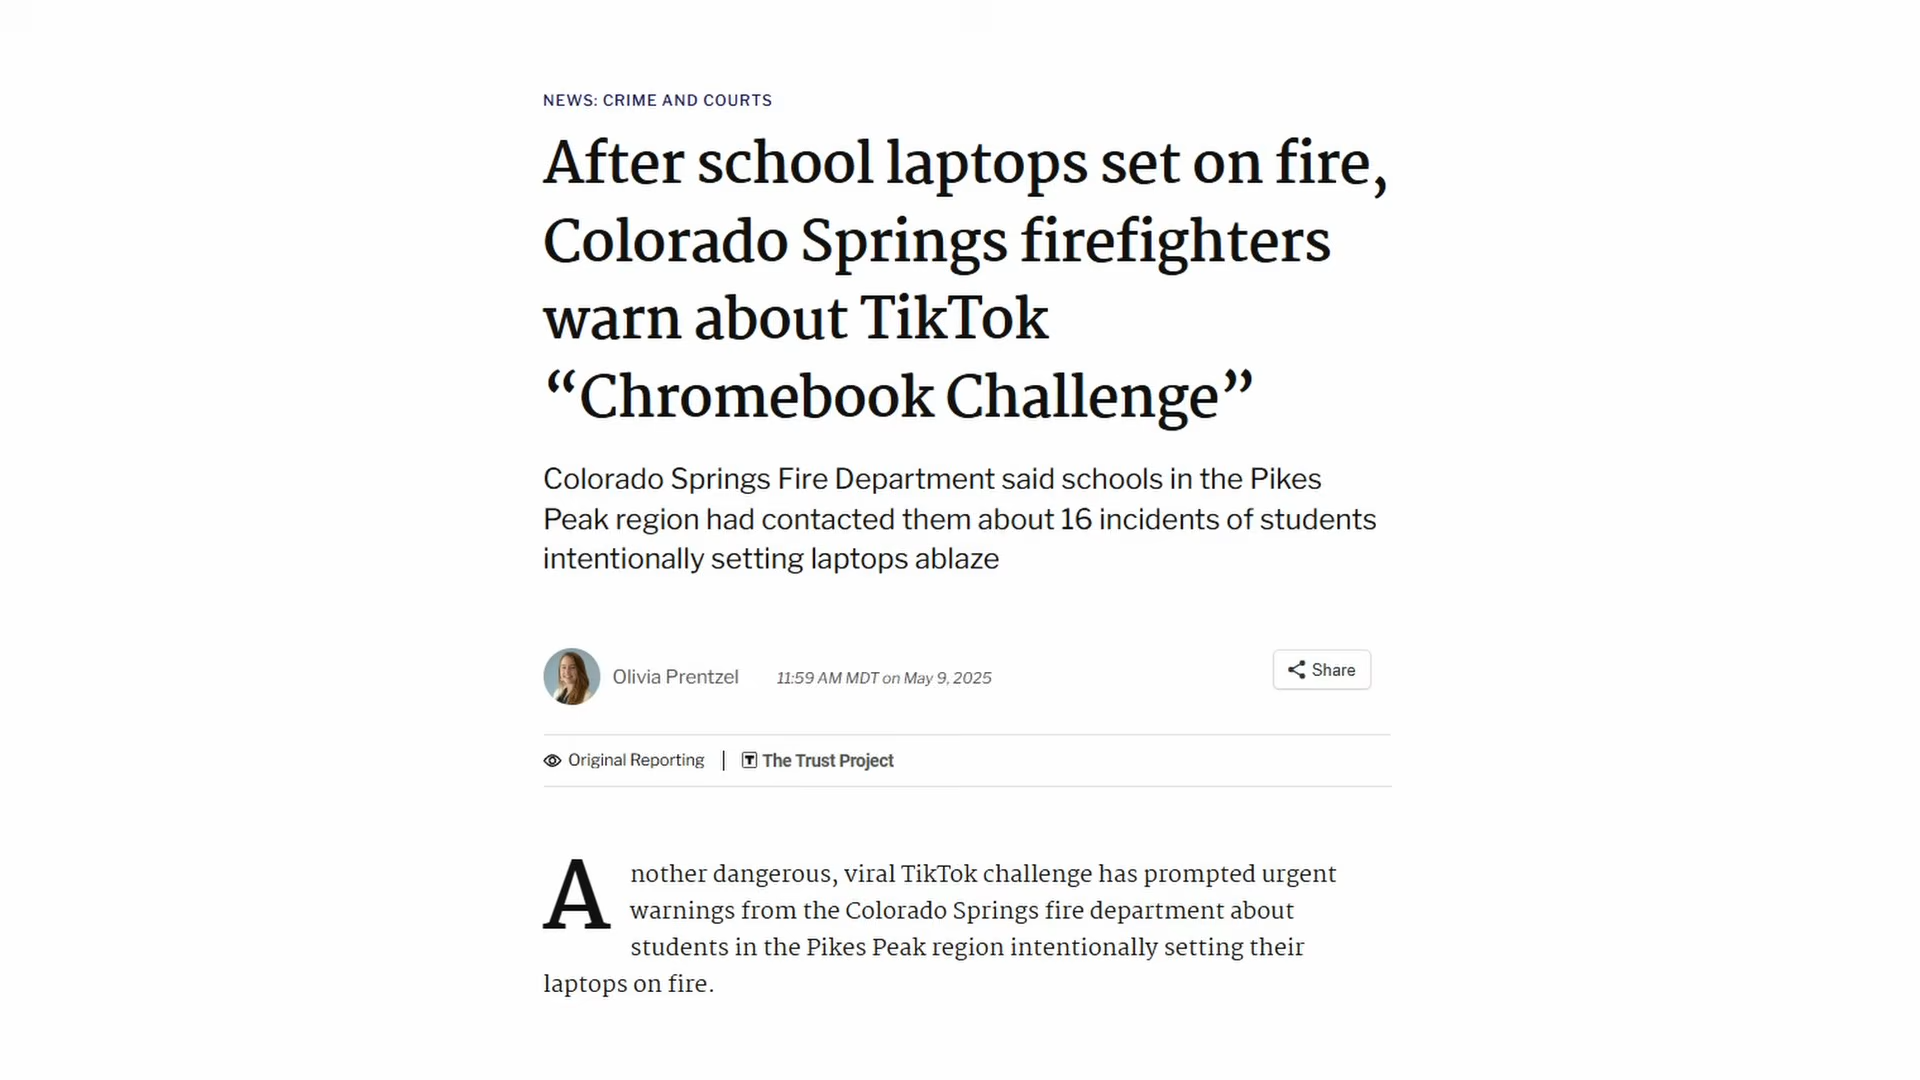 NEWS: CRIME AND COURTS
After school laptops set on fire,
Colorado Springs firefighters
warn about TikTok
“Chromebook Challenge”
Colorado Springs Fire Department said schools in the Pikes
Peak region had contacted them about 16 incidents of students
intentionally setting laptops ablaze
Olivia Prentzel 11:59 AM MDT on May 9, 2025 Share
Original Reporting | T The Trust Project
Another dangerous, viral TikTok challenge has prompted urgent
warnings from the Colorado Springs fire department about
students in the Pikes Peak region intentionally setting their
laptops on fire.